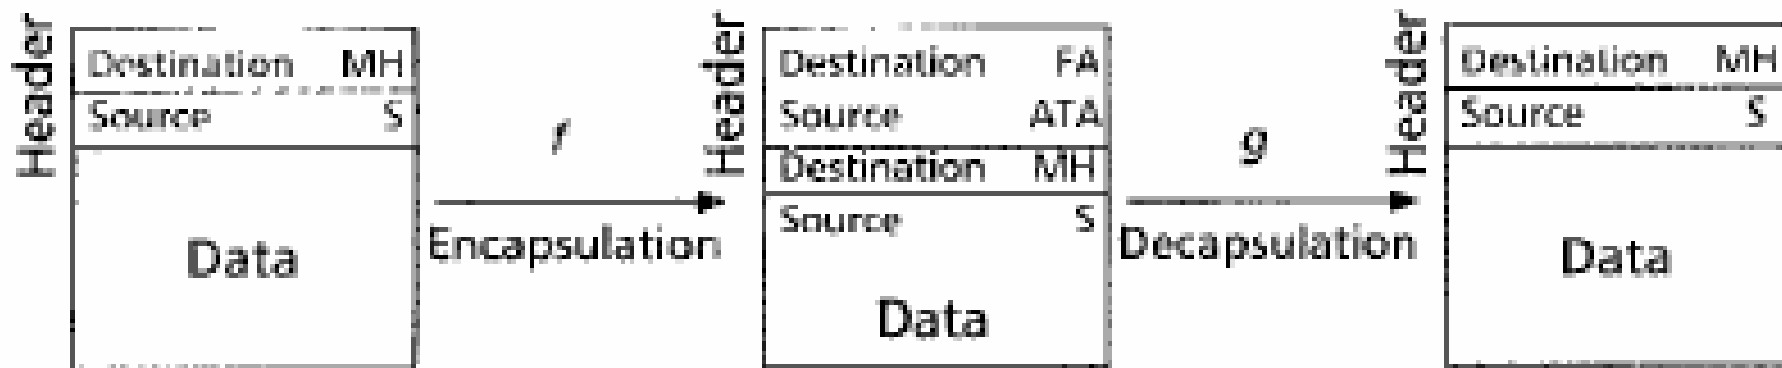 Header
Destination MH
Source S
Data
f
Encapsulation
Header
Destination FA
Source ATA
Destination MH
Source S
Data
g
Decapsulation
Header
Destination MH
Source S
Data